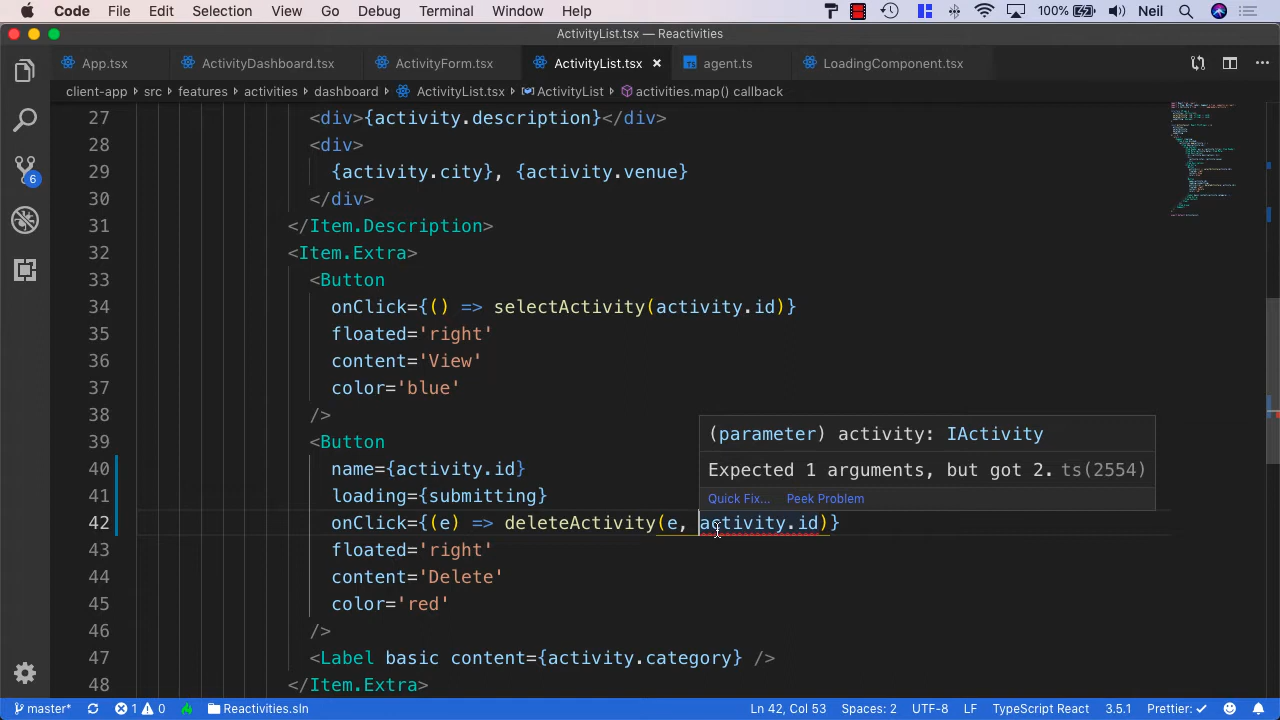 Code File Edit Selection View Go Debug Terminal Window Help 100% Neil
ActivityList.tsx — Reactivities
App.tsx ActivityDashboard.tsx ActivityForm.tsx ActivityList.tsx × TS agent.ts LoadingComponent.tsx
client-app › src › features › activities › dashboard › ActivityList.tsx › ActivityList › activities.map() callback
27 <div>{activity.description}</div>
28 <div>
29 {activity.city}, {activity.venue}
30 </div>
31 </Item.Description>
32 <Item.Extra>
33 <Button
34 onClick={() => selectActivity(activity.id)}
35 floated='right'
36 content='View'
37 color='blue'
38 />
39 <Button
(parameter) activity: IActivity
40 name={activity.id}
Expected 1 arguments, but got 2. ts(2554)
41 loading={submitting}
Quick Fix... Peek Problem
42 onClick={(e) => deleteActivity(e, activity.id)}
43 floated='right'
44 content='Delete'
45 color='red'
46 />
47 <Label basic content={activity.category} />
48 </Item.Extra>
6
master* 1 0 Reactivities.sln Ln 42, Col 53 Spaces: 2 UTF-8 LF TypeScript React 3.5.1 Prettier: ✓